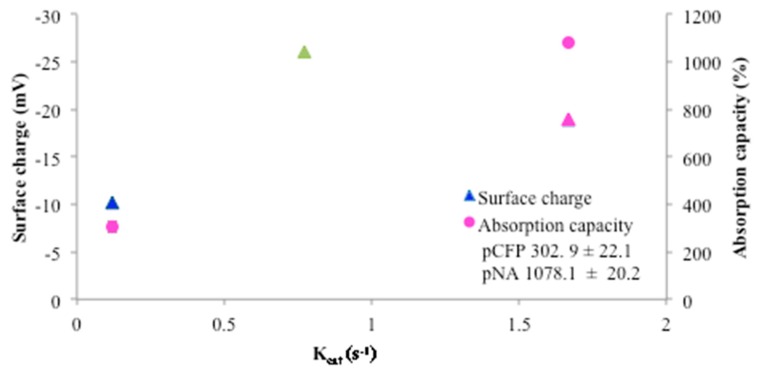 Surface charge (mV)
-30
-25
-20
-15
-10
-5
0
1200
1000
800
600
400
200
0
Absorption capacity (%)
Surface charge
Absorption capacity
pCFP 302. 9 ± 22.1
pNA 1078.1 ± 20.2
0 0.5 1 1.5 2
Kcat (s-1)